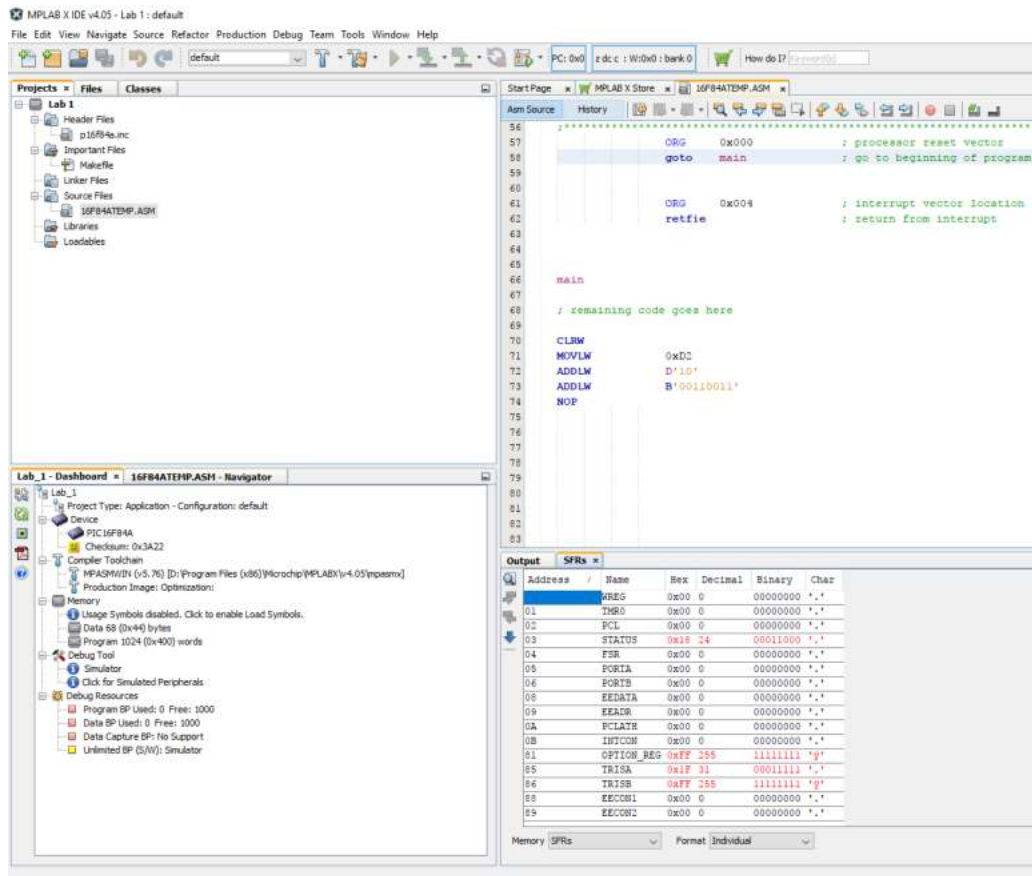 MPLAB X IDE v4.05 - Lab 1 : default
File Edit View Navigate Source Refactor Production Debug Team Tools Window Help
default PC: 0x0 z dc c : W:0x0 : bank 0 How do I?
Projects Files Classes
Lab 1
Header Files
p16f84a.inc
Important Files
Makefile
Linker Files
Source Files
16F84ATEMP.ASM
Libraries
Loadables
Start Page MPLAB X Store 16F84ATEMP.ASM
Asm Source History
56 ;****************************************************************
57 ORG 0x000 ; processor reset vector
58 goto main ; go to beginning of program
59
60
61 ORG 0x004 ; interrupt vector location
62 retfie ; return from interrupt
63
64
65
66 main
67
68 ; remaining code goes here
69
70 CLRW
71 MOVLW 0xD2
72 ADDLW D'10'
73 ADDLW B'00110011'
74 NOP
75
76
77
78
79
80
81
82
83
Lab_1 - Dashboard 16F84ATEMP.ASM - Navigator
Lab_1
Project Type: Application - Configuration: default
Device
PIC16F84A
Checksum: 0x3A22
Compiler Toolchain
MPASMWIN (v5.76) [D:\Program Files (x86)\Microchip\MPLABX\v4.05\mpasmx]
Production Image: Optimization:
Memory
Usage Symbols disabled. Click to enable Load Symbols.
Data 68 (0x44) bytes
Program 1024 (0x400) words
Debug Tool
Simulator
Click for Simulated Peripherals
Debug Resources
Program BP Used: 0 Free: 1000
Data BP Used: 0 Free: 1000
Data Capture BP: No Support
Unlimited BP (S/W): Simulator
Output SFRs
Address / Name Hex Decimal Binary Char
WREG 0x00 0 00000000 '.'
01 TMR0 0x00 0 00000000 '.'
02 PCL 0x00 0 00000000 '.'
03 STATUS 0x18 24 00011000 '.'
04 FSR 0x00 0 00000000 '.'
05 PORTA 0x00 0 00000000 '.'
06 PORTB 0x00 0 00000000 '.'
08 EEDATA 0x00 0 00000000 '.'
09 EEADR 0x00 0 00000000 '.'
0A PCLATH 0x00 0 00000000 '.'
0B INTCON 0x00 0 00000000 '.'
81 OPTION_REG 0xFF 255 11111111 'ÿ'
85 TRISA 0x1F 31 00011111 '.'
86 TRISB 0xFF 255 11111111 'ÿ'
88 EECON1 0x00 0 00000000 '.'
89 EECON2 0x00 0 00000000 '.'
Memory SFRs Format Individual